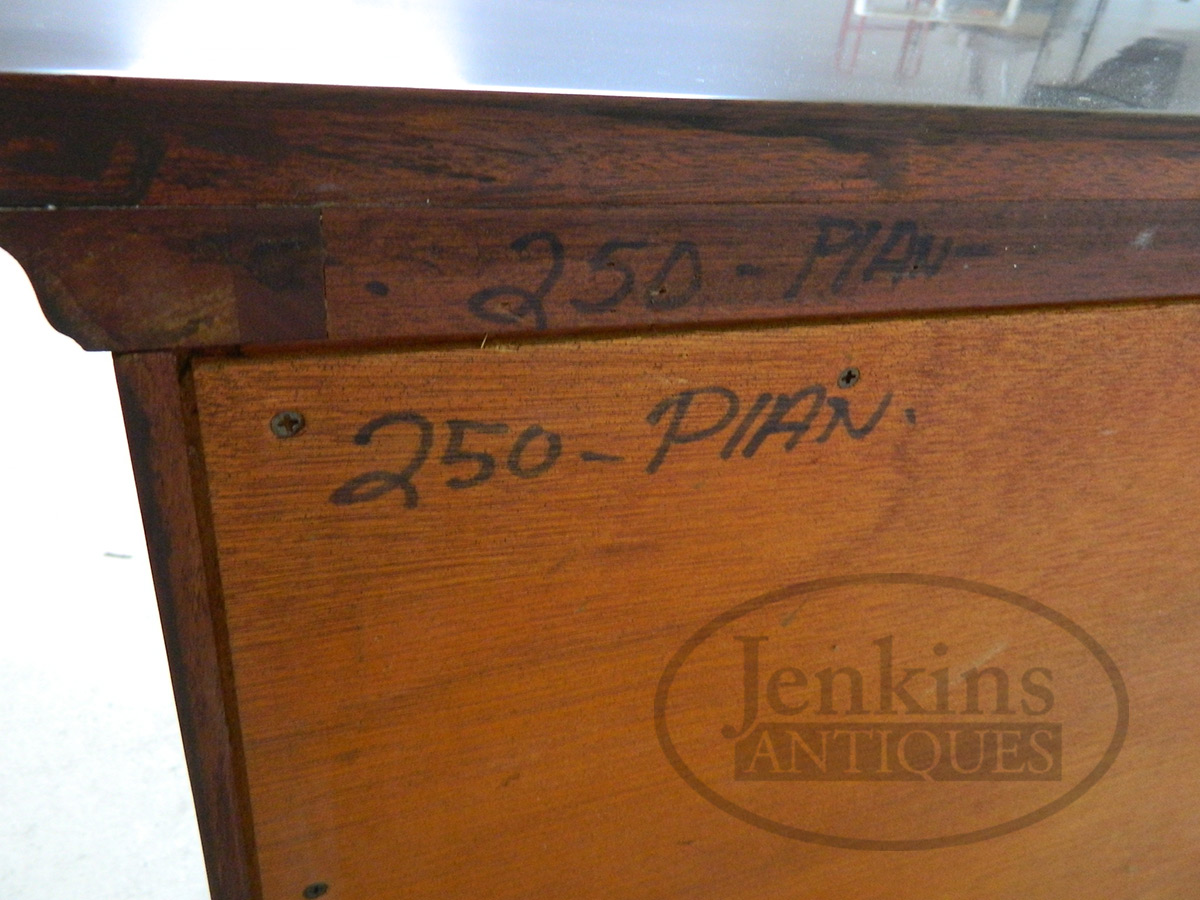 250 - PIAN -
250 - PIAN.
Jenkins
ANTIQUES